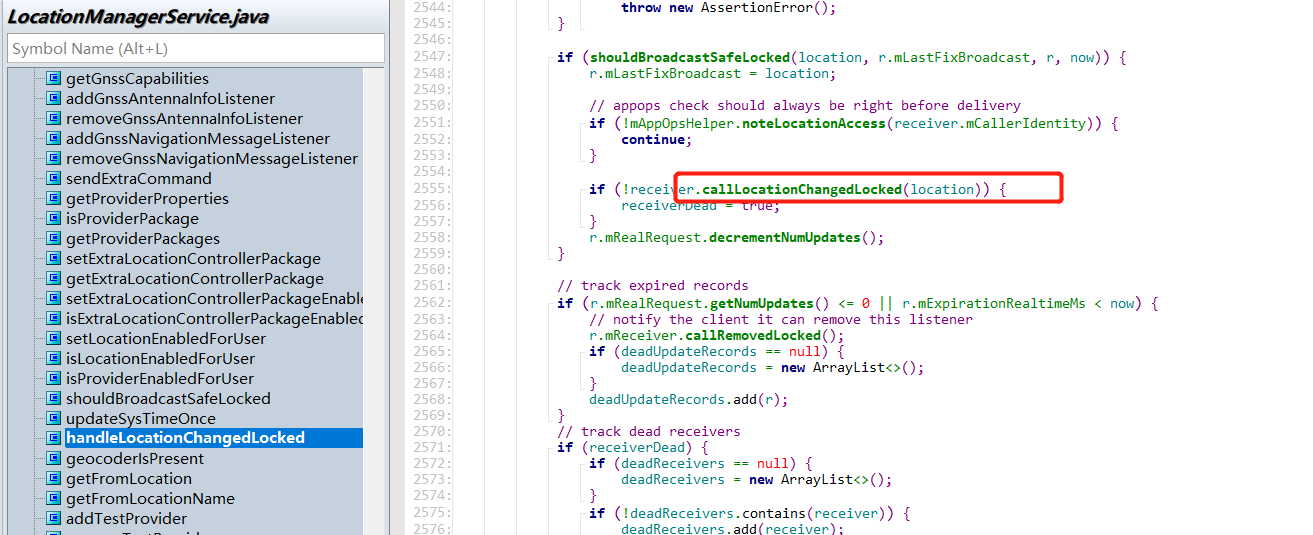 LocationManagerService.java
Symbol Name (Alt+L)
getGnssCapabilities
addGnssAntennaInfoListener
removeGnssAntennaInfoListener
addGnssNavigationMessageListener
removeGnssNavigationMessageListener
sendExtraCommand
getProviderProperties
isProviderPackage
getProviderPackages
setExtraLocationControllerPackage
getExtraLocationControllerPackage
setExtraLocationControllerPackageEnable
isExtraLocationControllerPackageEnabled
setLocationEnabledForUser
isLocationEnabledForUser
isProviderEnabledForUser
shouldBroadcastSafeLocked
updateSysTimeOnce
handleLocationChangedLocked
geocoderIsPresent
getFromLocation
getFromLocationName
addTestProvider
2544: throw new AssertionError();
2545: }
2546:
2547: if (shouldBroadcastSafeLocked(location, r.mLastFixBroadcast, r, now)) {
2548: r.mLastFixBroadcast = location;
2549:
2550: // appops check should always be right before delivery
2551: if (!mAppOpsHelper.noteLocationAccess(receiver.mCallerIdentity)) {
2552: continue;
2553: }
2554:
2555: if (!receiver.callLocationChangedLocked(location)) {
2556: receiverDead = true;
2557: }
2558: r.mRealRequest.decrementNumUpdates();
2559: }
2560:
2561: // track expired records
2562: if (r.mRealRequest.getNumUpdates() <= 0 || r.mExpirationRealtimeMs < now) {
2563: // notify the client it can remove this listener
2564: r.mReceiver.callRemovedLocked();
2565: if (deadUpdateRecords == null) {
2566: deadUpdateRecords = new ArrayList<>();
2567: }
2568: deadUpdateRecords.add(r);
2569: }
2570: // track dead receivers
2571: if (receiverDead) {
2572: if (deadReceivers == null) {
2573: deadReceivers = new ArrayList<>();
2574: }
2575: if (!deadReceivers.contains(receiver)) {
2576: deadReceivers.add(receiver);